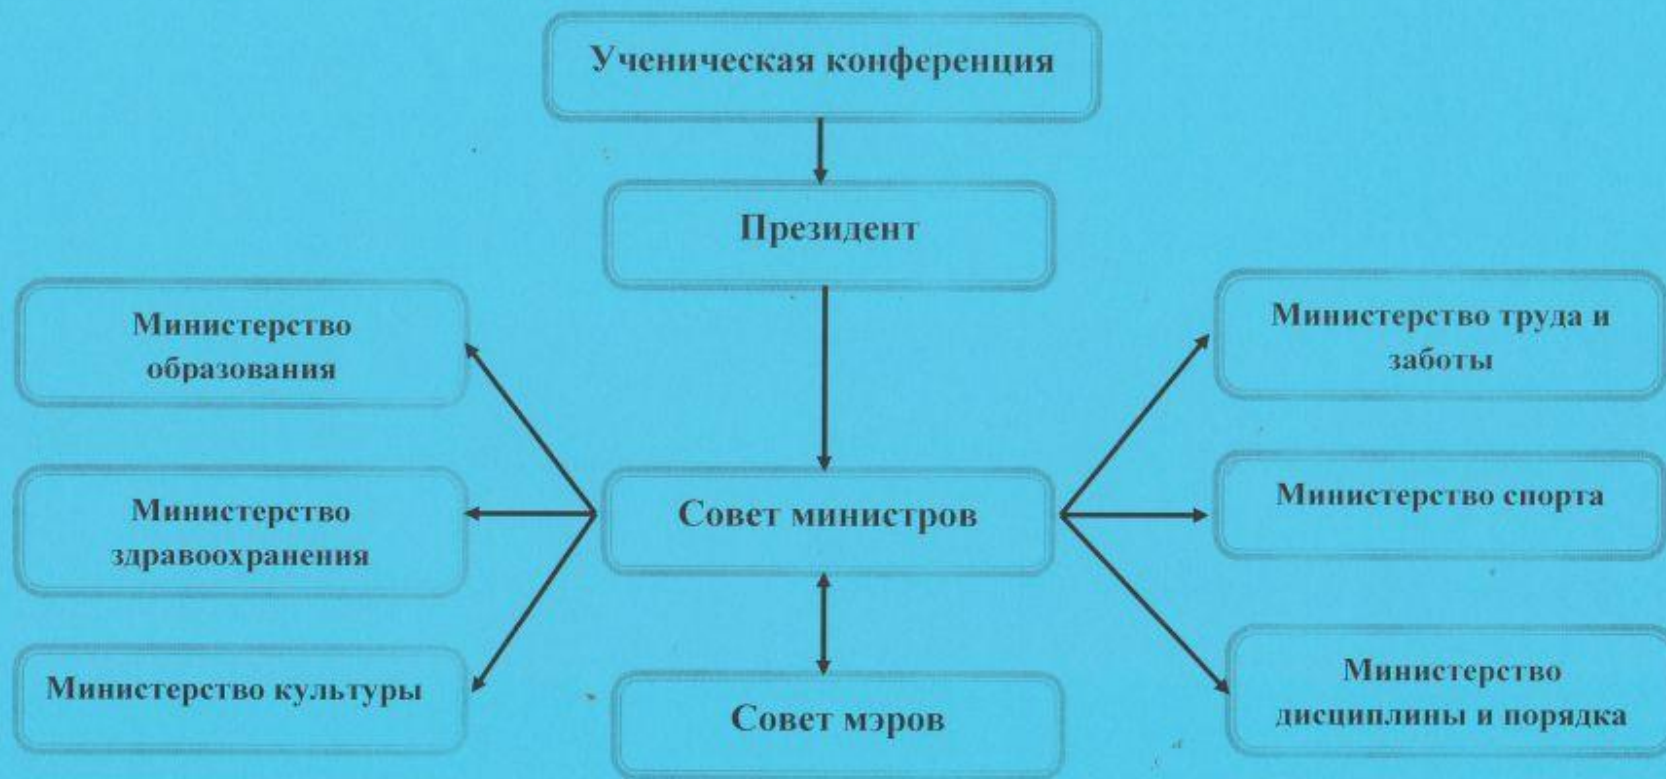 Ученическая конференция
Президент
Министерство
образования
Министерство труда и
заботы
Министерство
здравоохранения
Совет министров
Министерство спорта
Министерство культуры
Совет мэров
Министерство
дисциплины и порядка